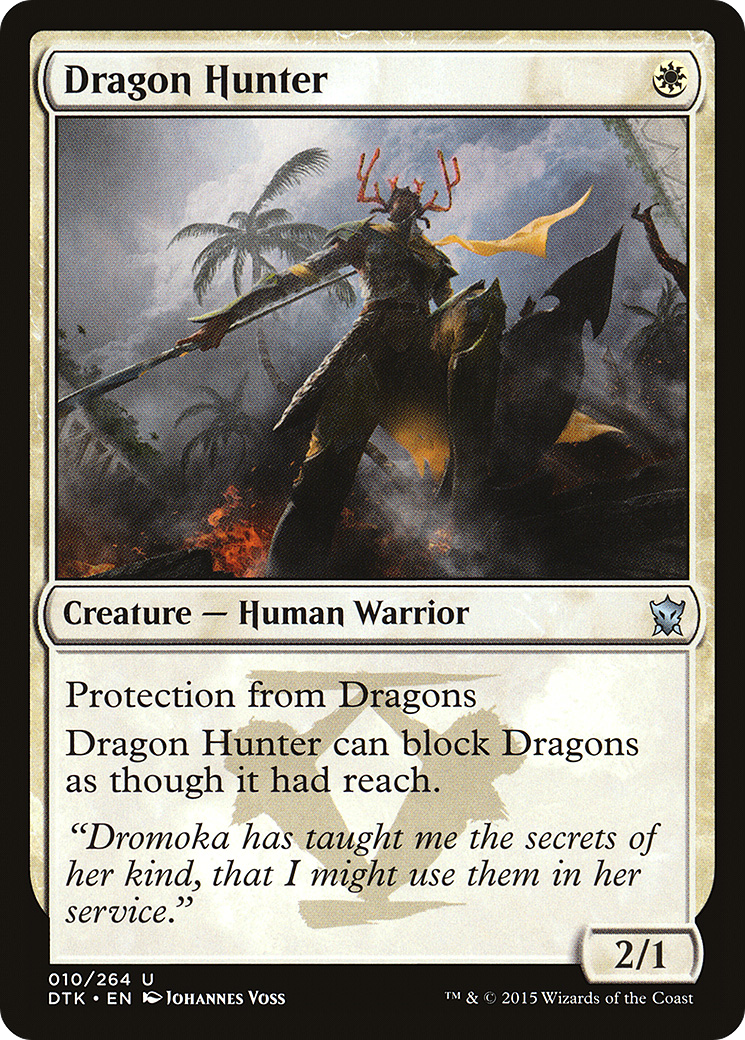 Dragon Hunter
Creature — Human Warrior
Protection from Dragons
Dragon Hunter can block Dragons
as though it had reach.
“Dromoka has taught me the secrets of
her kind, that I might use them in her
service.”
2/1
010/264 U
DTK • EN Johannes Voss
™ & © 2015 Wizards of the Coast